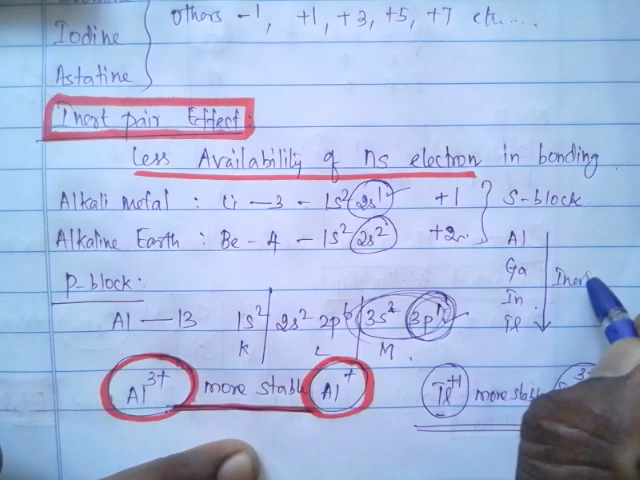 others -1, +1, +3, +5, +7 etc....
Iodine
Astatine
Inert pair Effect:
Less Availability of ns electron in bonding
Alkali metal : Li - 3 - 1s² 2s¹ +1
Alkaline Earth : Be - 4 - 1s² 2s² +2
S-block
P-block:
Al - 13 1s² 2s² 2p⁶ 3s² 3p¹
K L M
Al
Ga
In
Tl
Al³⁺ more stable Al⁺
Tl⁺¹ more stable